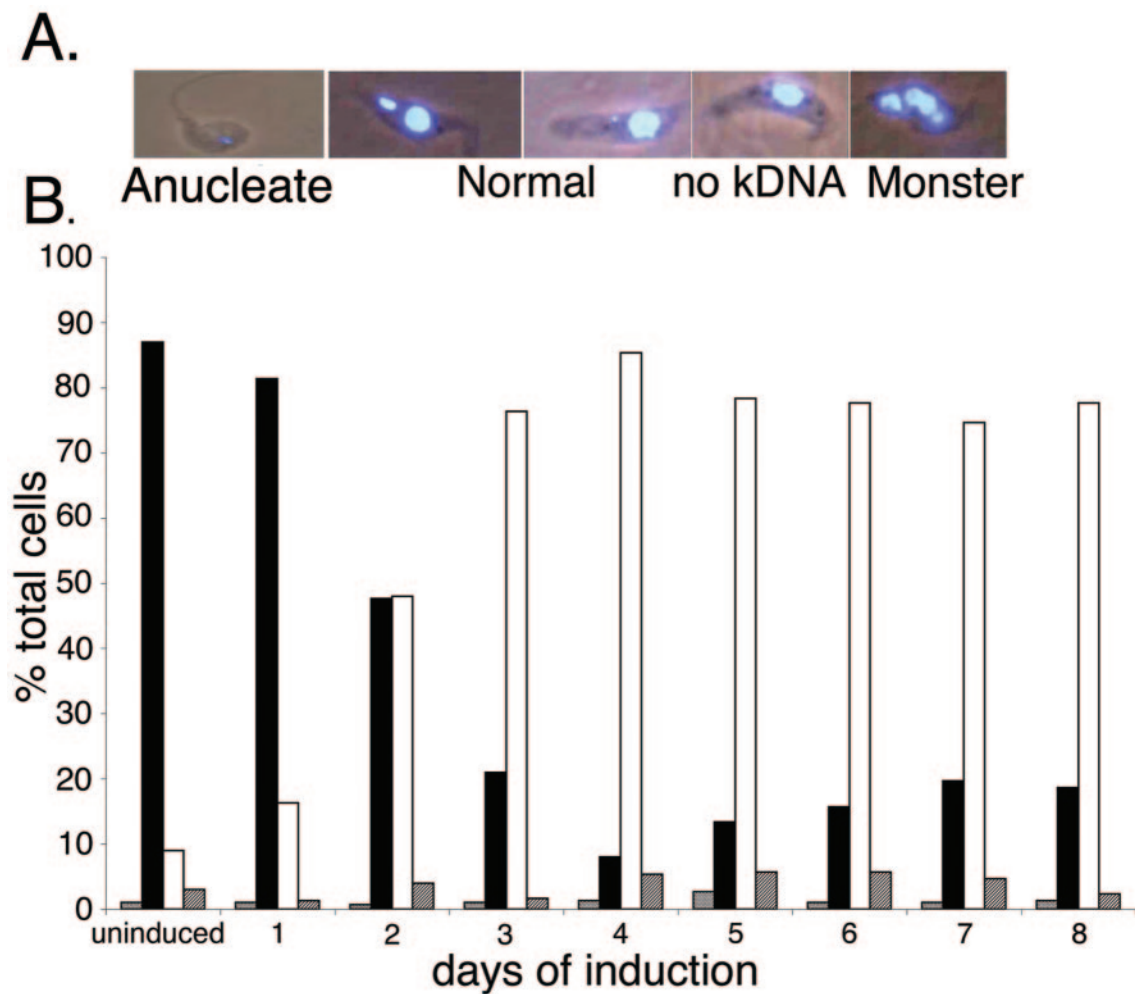 A.
Anucleate Normal no kDNA Monster
B.
100
90
80
70
60
50
40
30
20
10
0
% total cells
uninduced 1 2 3 4 5 6 7 8
days of induction